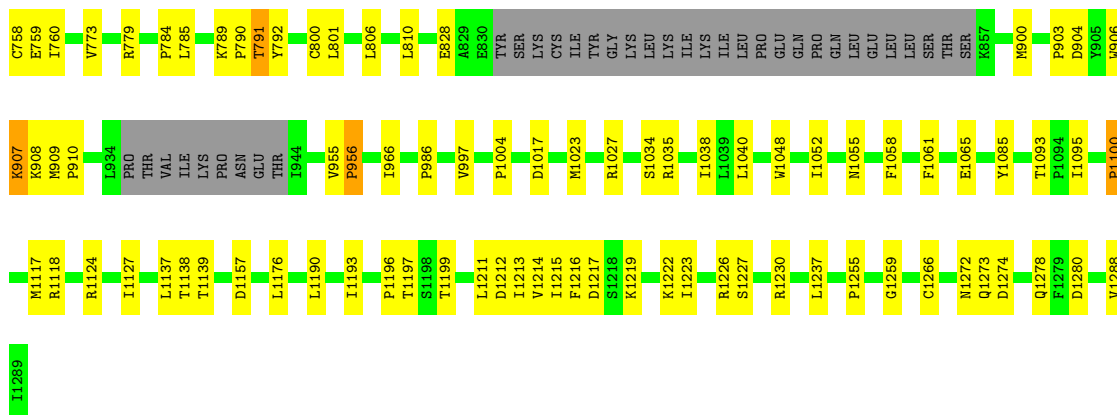 C758 E759 I760 V773 R779 P784 L785 K789 P790 T791 Y792 C800 L801 L806 L810 E828 A829 E830 TYR SER LYS CYS ILE TYR GLY LYS LEU LYS ILE LYS ILE LEU PRO GLU GLN PRO GLN LEU GLU LEU LEU SER THR SER K857 M900 P903 D904 Y905 W906
K907 K908 M909 P910 L934 PRO THR VAL ILE LYS PRO ASN GLU THR I944 V955 P956 I966 P986 V997 P1004 D1017 M1023 R1027 S1034 R1035 I1038 L1039 L1040 W1048 I1052 N1055 F1058 F1061 E1065 Y1085 T1093 P1094 I1095 P1100
M1117 R1118 R1124 I1127 L1137 T1138 T1139 D1157 L1176 L1190 I1193 P1196 T1197 S1198 T1199 L1211 D1212 I1213 V1214 I1215 F1216 D1217 S1218 K1219 K1222 I1223 R1226 S1227 R1230 L1237 P1255 G1259 C1266 N1272 Q1273 D1274 Q1278 F1279 D1280 V1288
I1289